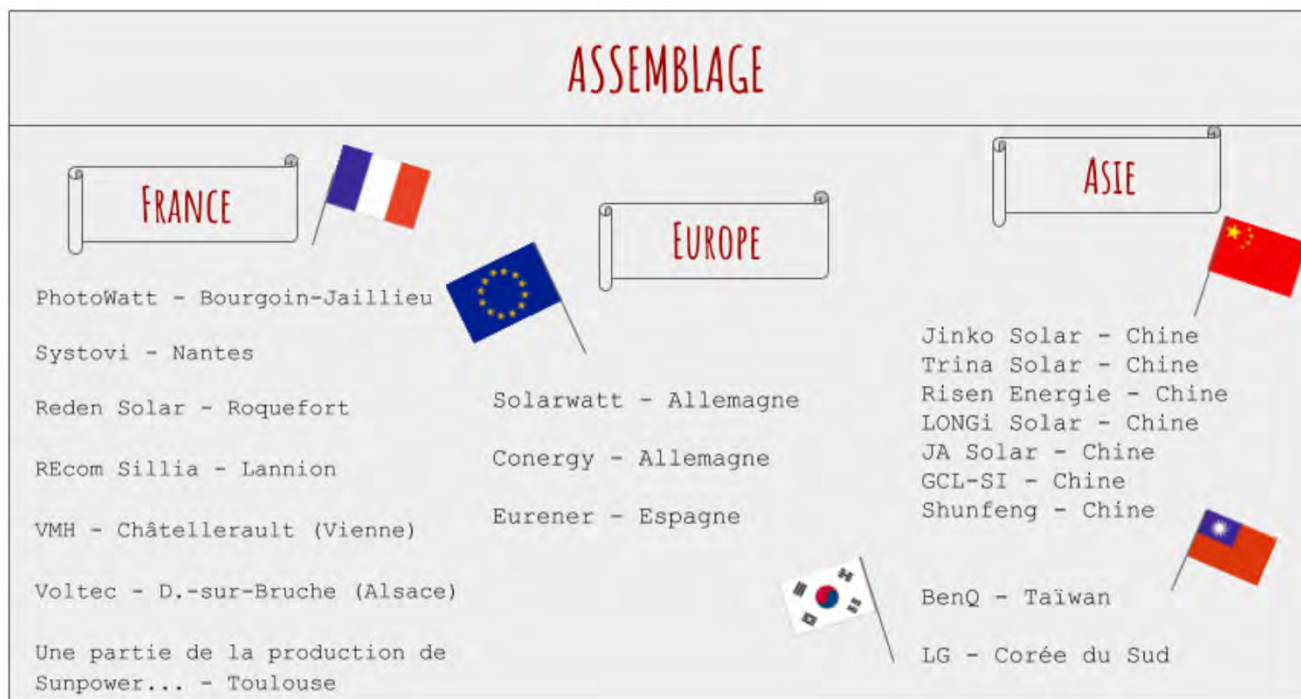 ASSEMBLAGE
FRANCE
PhotoWatt - Bourgoin-Jaillieu
Systovi - Nantes
Reden Solar - Roquefort
REcom Sillia - Lannion
VMH - Châtellerault (Vienne)
Voltec - D.-sur-Bruche (Alsace)
Une partie de la production de
Sunpower... - Toulouse
EUROPE
Solarwatt - Allemagne
Conergy - Allemagne
Eurener - Espagne
ASIE
Jinko Solar - Chine
Trina Solar - Chine
Risen Energie - Chine
LONGi Solar - Chine
JA Solar - Chine
GCL-SI - Chine
Shunfeng - Chine
BenQ - Taïwan
LG - Corée du Sud